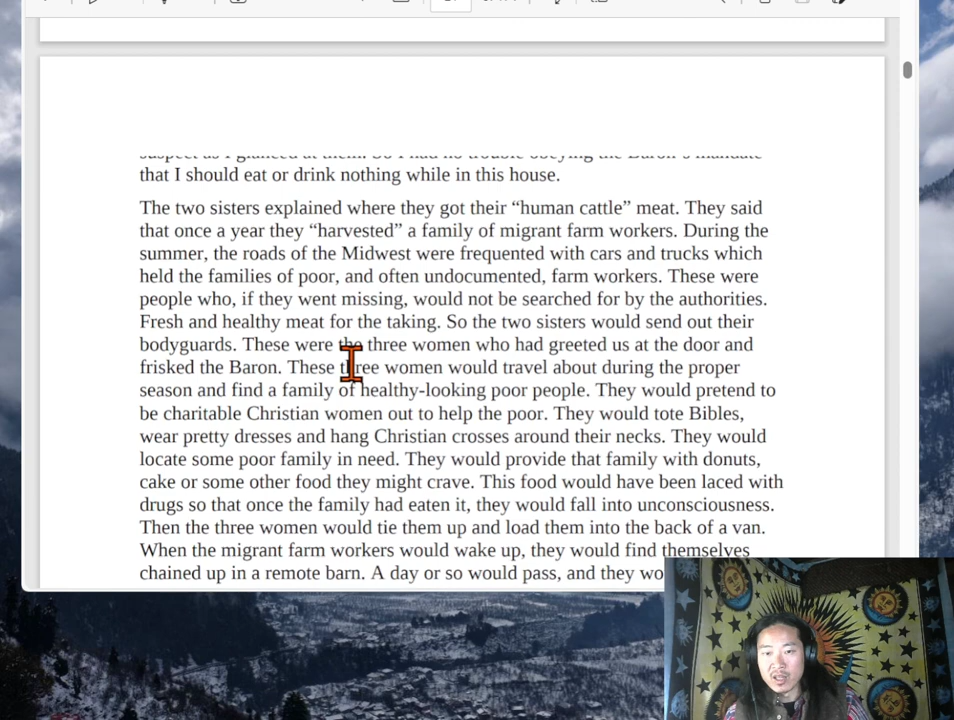 that I should eat or drink nothing while in this house.
The two sisters explained where they got their “human cattle” meat. They said
that once a year they “harvested” a family of migrant farm workers. During the
summer, the roads of the Midwest were frequented with cars and trucks which
held the families of poor, and often undocumented, farm workers. These were
people who, if they went missing, would not be searched for by the authorities.
Fresh and healthy meat for the taking. So the two sisters would send out their
bodyguards. These were the three women who had greeted us at the door and
frisked the Baron. These three women would travel about during the proper
season and find a family of healthy-looking poor people. They would pretend to
be charitable Christian women out to help the poor. They would tote Bibles,
wear pretty dresses and hang Christian crosses around their necks. They would
locate some poor family in need. They would provide that family with donuts,
cake or some other food they might crave. This food would have been laced with
drugs so that once the family had eaten it, they would fall into unconsciousness.
Then the three women would tie them up and load them into the back of a van.
When the migrant farm workers would wake up, they would find themselves
chained up in a remote barn. A day or so would pass, and they wo